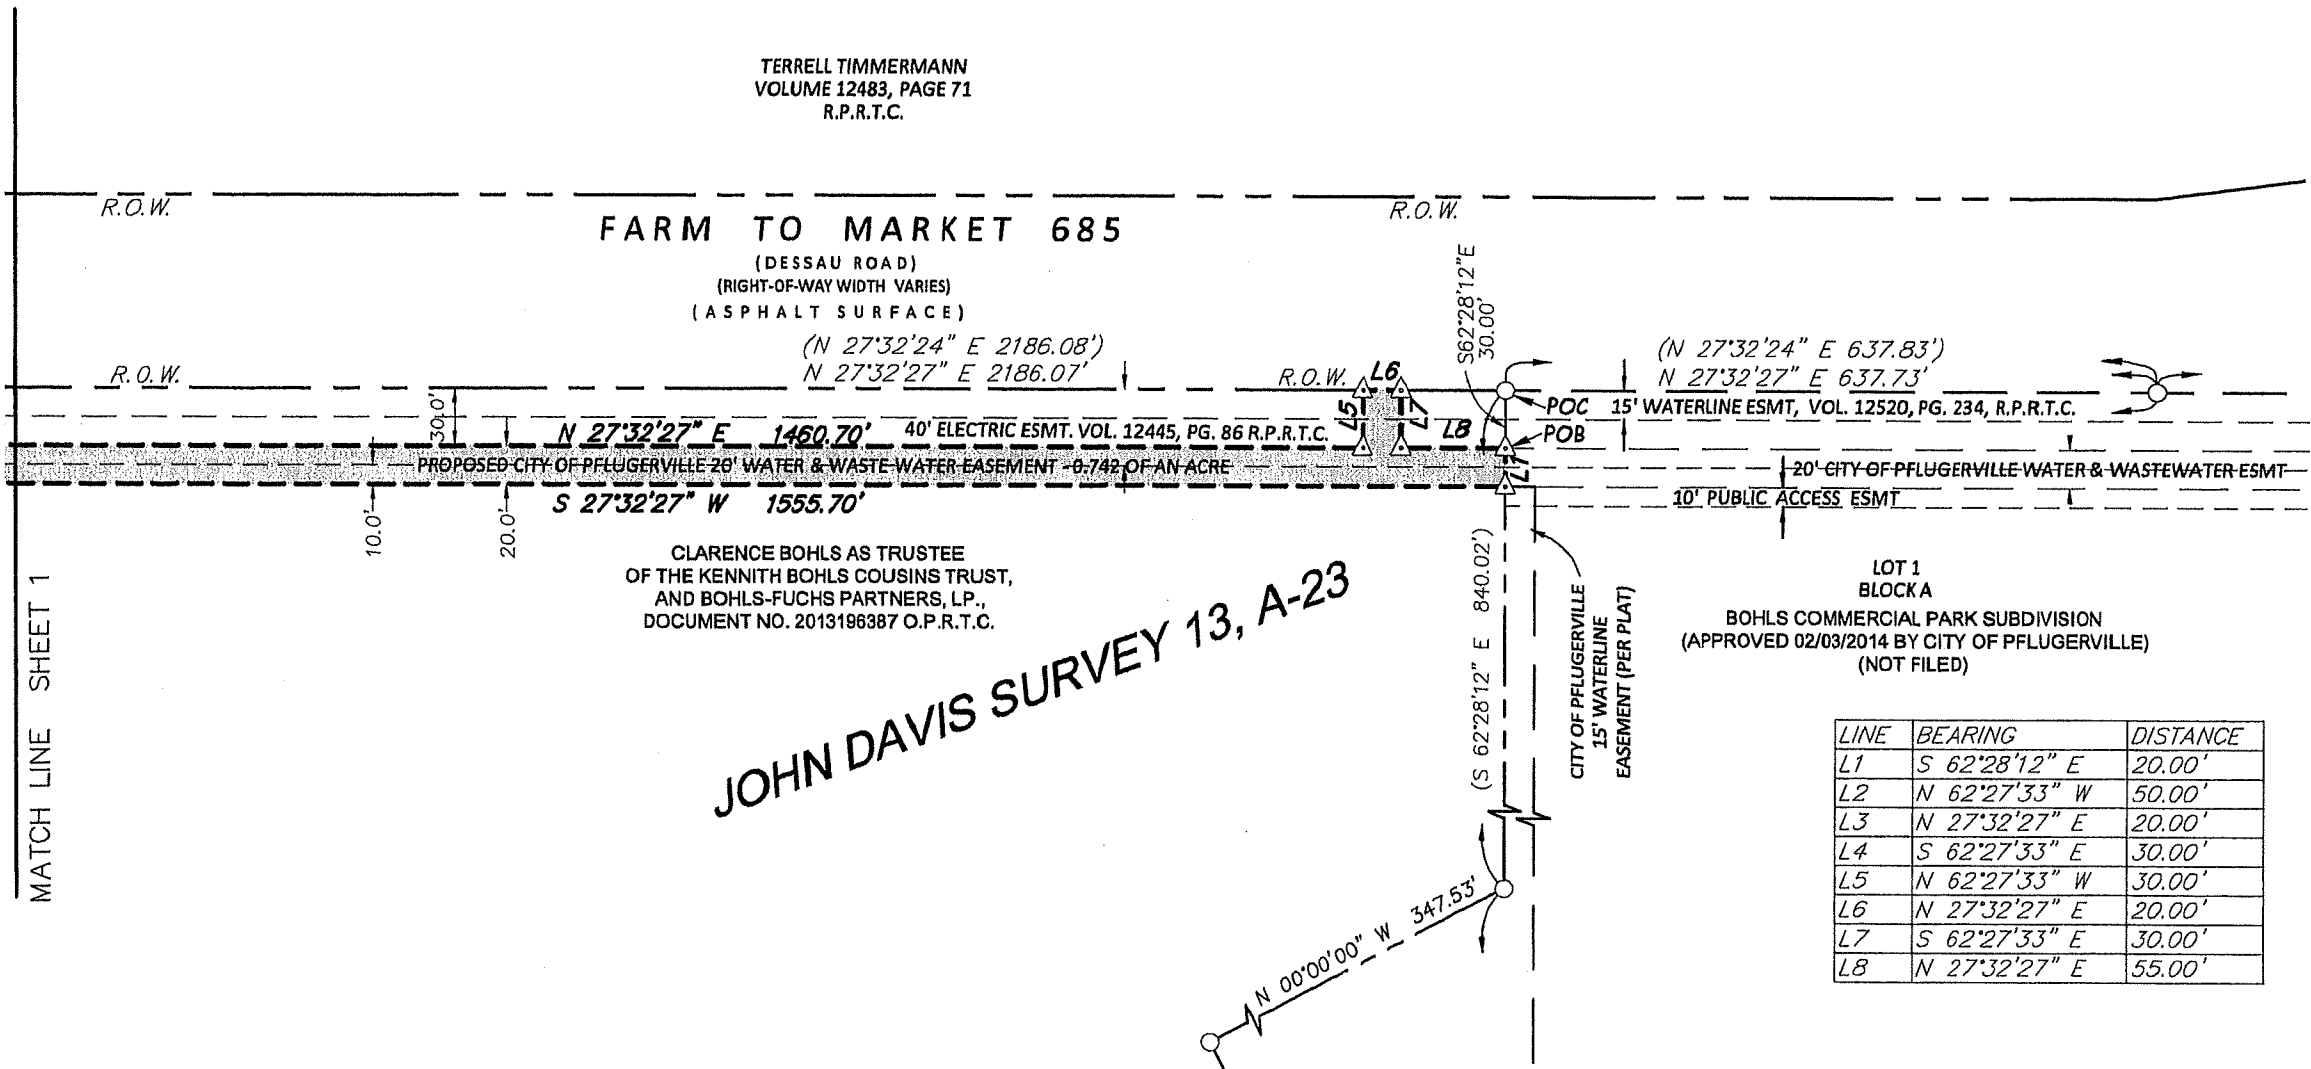 TERRELL TIMMERMANN
VOLUME 12483, PAGE 71
R.P.R.T.C.
R.O.W.
R.O.W.
FARM TO MARKET 685
(DESSAU ROAD)
(RIGHT-OF-WAY WIDTH VARIES)
(ASPHALT SURFACE)
(N 27°32'24" E 2186.08')
N 27°32'27" E 2186.07'
S62°28'12"E
30.00'
(N 27°32'24" E 637.83')
N 27°32'27" E 637.73'
R.O.W.
R.O.W.
L6
L5
L7
L8
POC
15' WATERLINE ESMT, VOL. 12520, PG. 234, R.P.R.T.C.
POB
30.0'
N 27°32'27" E 1460.70'
40' ELECTRIC ESMT. VOL. 12445, PG. 86 R.P.R.T.C.
PROPOSED CITY OF PFLUGERVILLE 20' WATER & WASTE WATER EASEMENT - 0.742 OF AN ACRE
L1
20' CITY OF PFLUGERVILLE WATER & WASTEWATER ESMT
10' PUBLIC ACCESS ESMT
S 27°32'27" W 1555.70'
10.0'
20.0'
CLARENCE BOHLS AS TRUSTEE
OF THE KENNITH BOHLS COUSINS TRUST,
AND BOHLS-FUCHS PARTNERS, LP.,
DOCUMENT NO. 2013196387 O.P.R.T.C.
JOHN DAVIS SURVEY 13, A-23
(S 62°28'12" E 840.02')
CITY OF PFLUGERVILLE
15' WATERLINE
EASEMENT (PER PLAT)
LOT 1
BLOCK A
BOHLS COMMERCIAL PARK SUBDIVISION
(APPROVED 02/03/2014 BY CITY OF PFLUGERVILLE)
(NOT FILED)
MATCH LINE SHEET 1
N 00°00'00" W 347.53'
LINE BEARING DISTANCE
L1 S 62°28'12" E 20.00'
L2 N 62°27'33" W 50.00'
L3 N 27°32'27" E 20.00'
L4 S 62°27'33" E 30.00'
L5 N 62°27'33" W 30.00'
L6 N 27°32'27" E 20.00'
L7 S 62°27'33" E 30.00'
L8 N 27°32'27" E 55.00'